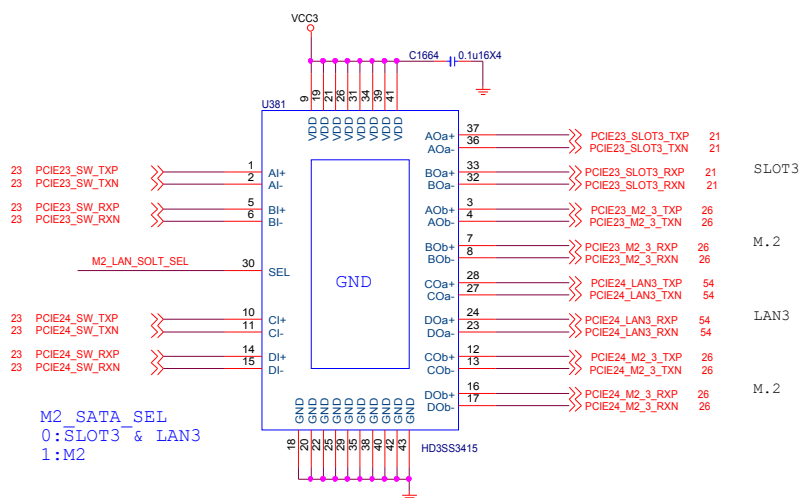 VCC3
C1664 0.1u16X4
9 19 21 26 31 34 39 41
U381
VDD VDD VDD VDD VDD VDD VDD VDD
AOa+ 37 PCIE23_SLOT3_TXP 21
AOa- 36 PCIE23_SLOT3_TXN 21
23 PCIE23_SW_TXP 1 AI+
23 PCIE23_SW_TXN 2 AI-
BOa+ 33 PCIE23_SLOT3_RXP 21
BOa- 32 PCIE23_SLOT3_RXN 21
SLOT3
23 PCIE23_SW_RXP 5 BI+
23 PCIE23_SW_RXN 6 BI-
AOb+ 3 PCIE23_M2_3_TXP 26
AOb- 4 PCIE23_M2_3_TXN 26
BOb+ 7 PCIE23_M2_3_RXP 26
BOb- 8 PCIE23_M2_3_RXN 26
M.2
M2_LAN_SOLT_SEL 30 SEL
GND
COa+ 28 PCIE24_LAN3_TXP 54
COa- 27 PCIE24_LAN3_TXN 54
23 PCIE24_SW_TXP 10 CI+
23 PCIE24_SW_TXN 11 CI-
DOa+ 24 PCIE24_LAN3_RXP 54
DOa- 23 PCIE24_LAN3_RXN 54
LAN3
23 PCIE24_SW_RXP 14 DI+
23 PCIE24_SW_RXN 15 DI-
COb+ 12 PCIE24_M2_3_TXP 26
COb- 13 PCIE24_M2_3_TXN 26
DOb+ 16 PCIE24_M2_3_RXP 26
DOb- 17 PCIE24_M2_3_RXN 26
M.2
M2_SATA_SEL
0:SLOT3 & LAN3
1:M2
GND GND GND GND GND GND GND GND GND GND
18 20 22 25 29 35 38 40 42 43
HD3SS3415